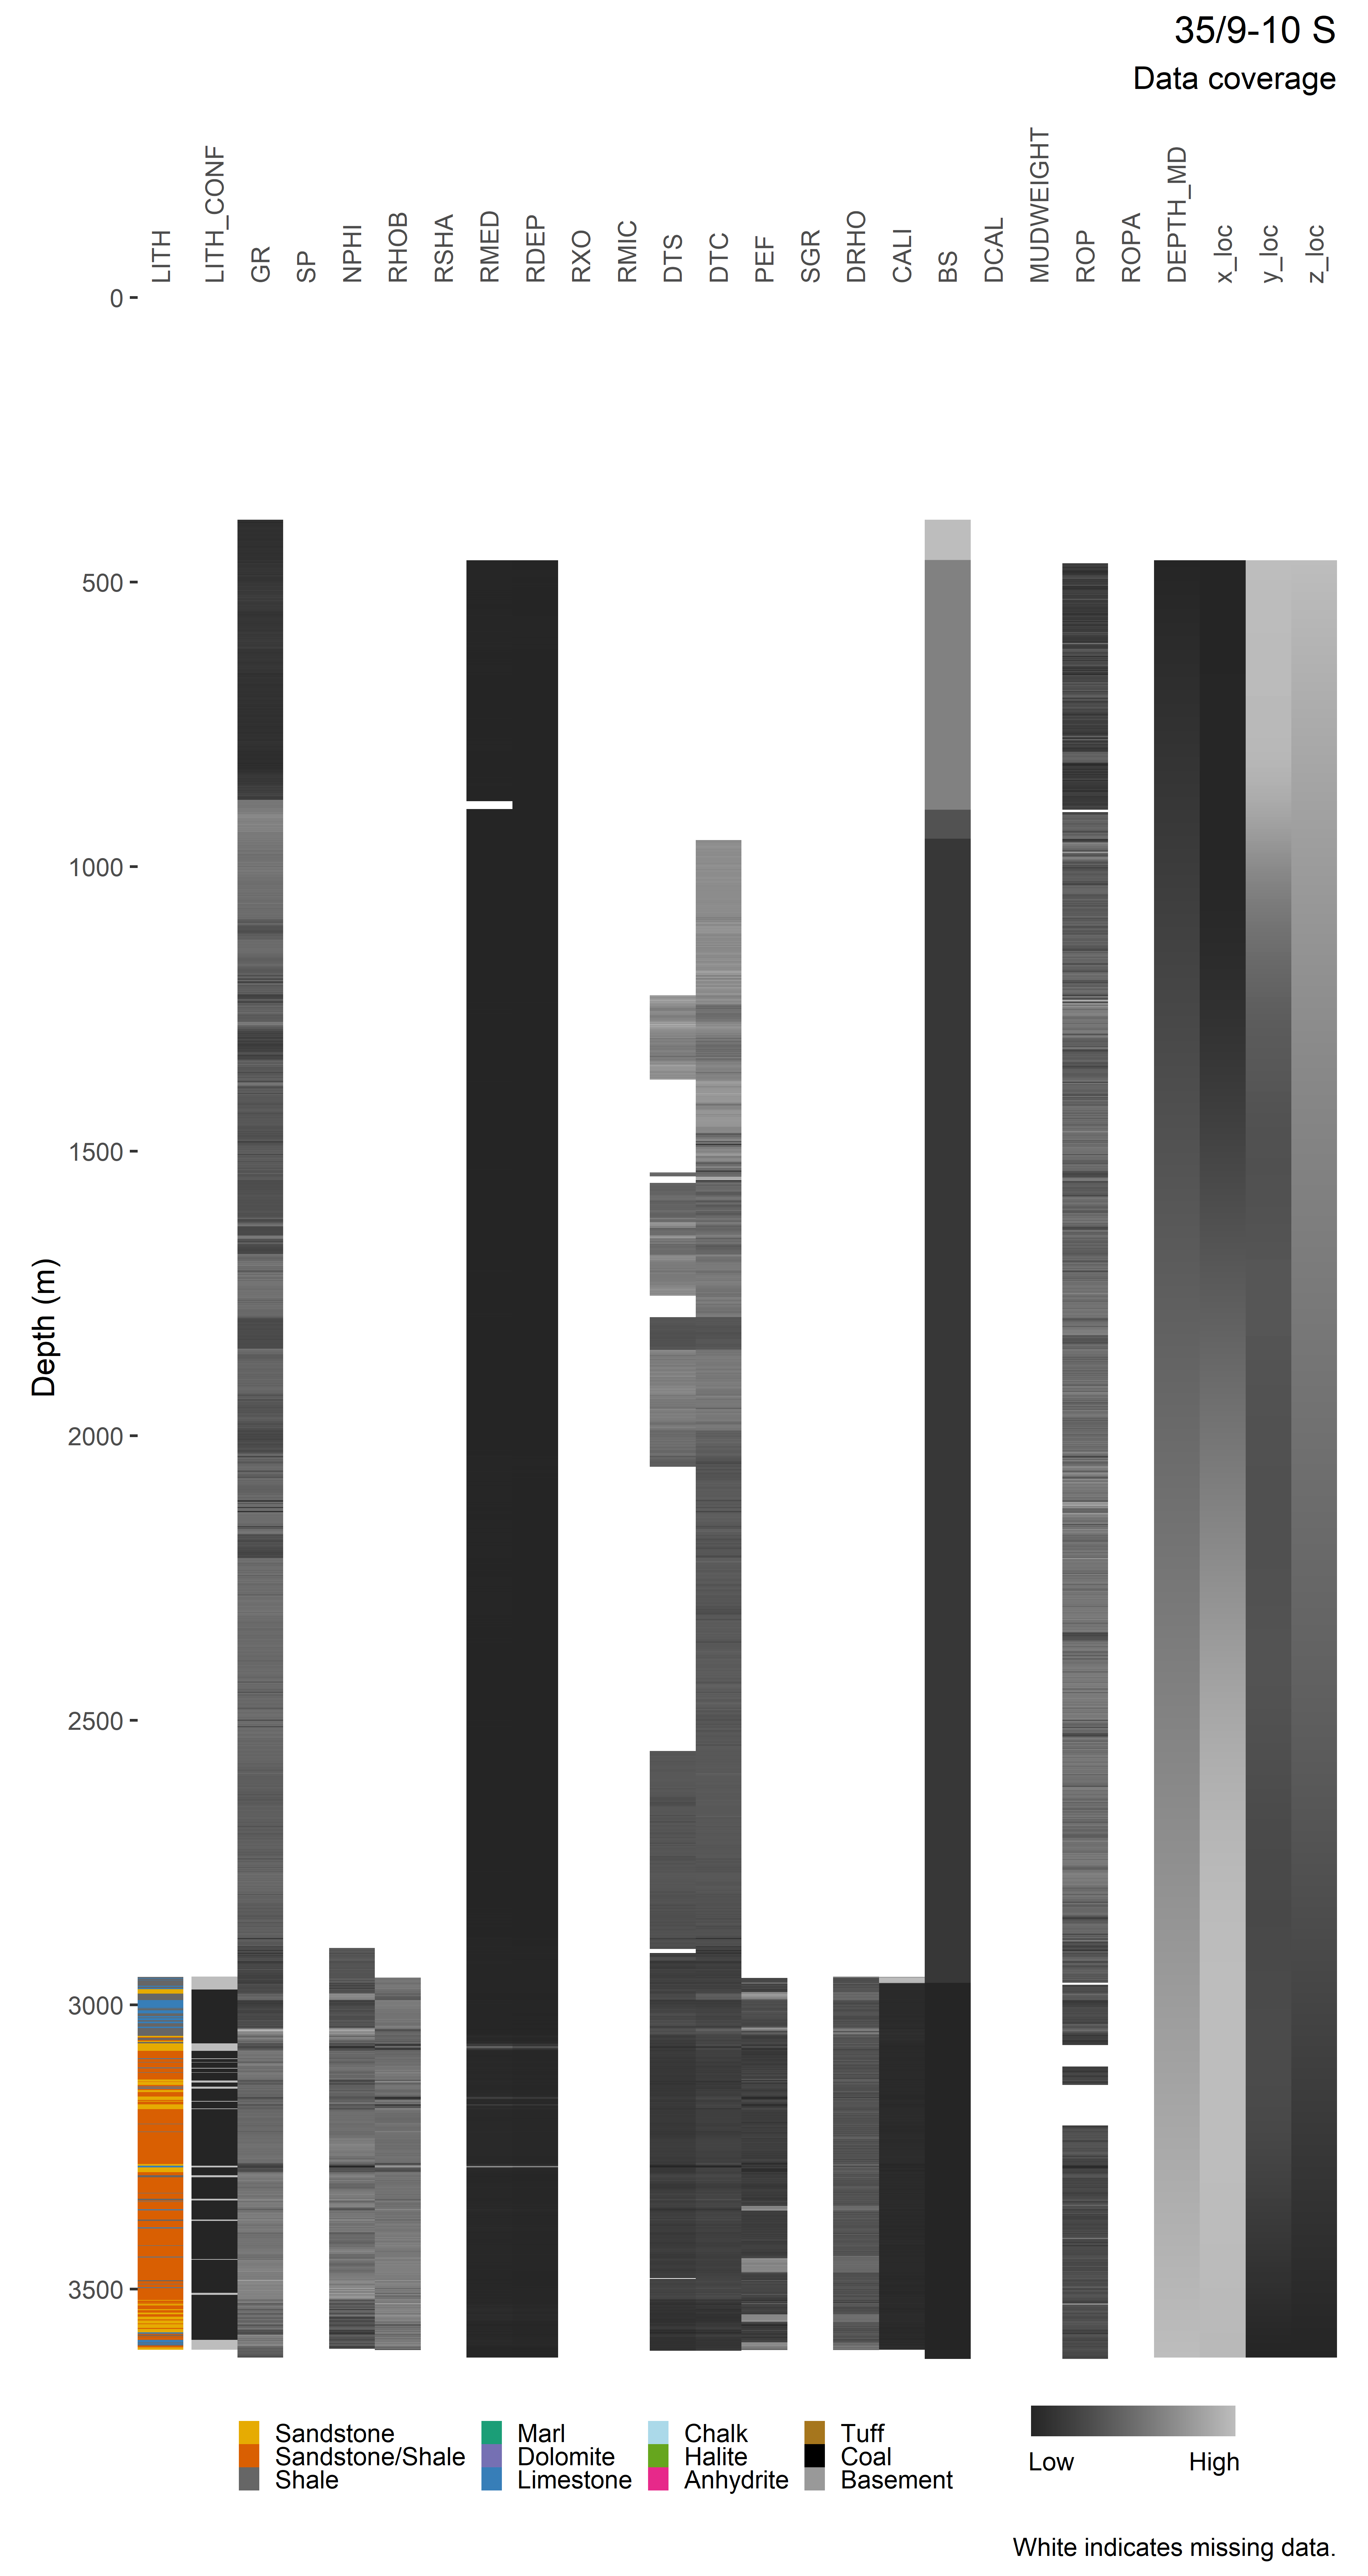 35/9-10 S
Data coverage
LITH
LITH_CONF
GR
SP
NPHI
RHOB
RSHA
RMED
RDEP
RXO
RMIC
DTS
DTC
PEF
SGR
DRHO
CALI
BS
DCAL
MUDWEIGHT
ROP
ROPA
DEPTH_MD
x_loc
y_loc
z_loc
0
500
1000
1500
2000
2500
3000
3500
Depth (m)
Sandstone
Sandstone/Shale
Shale
Marl
Dolomite
Limestone
Chalk
Halite
Anhydrite
Tuff
Coal
Basement
Low High
White indicates missing data.